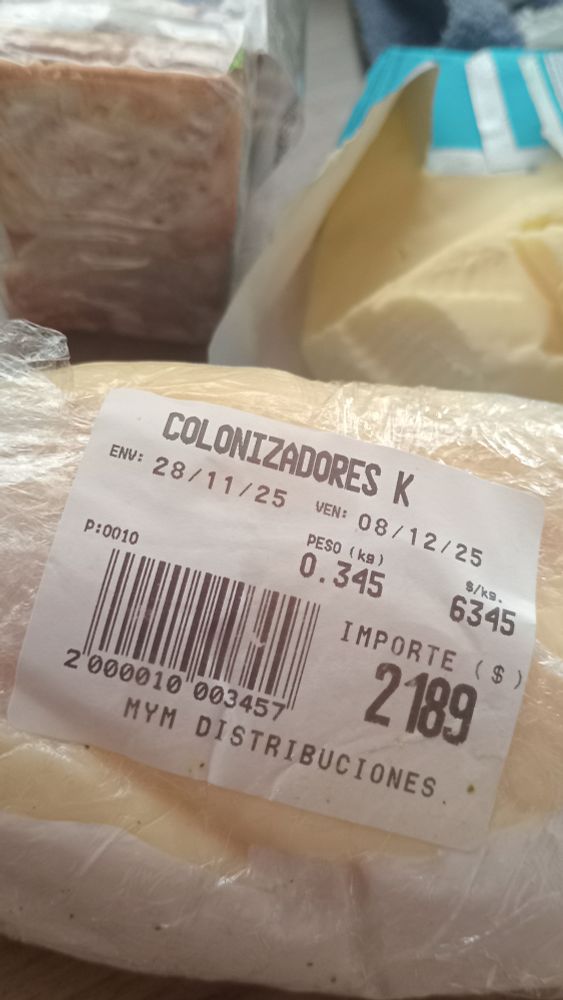 COLONIZADORES K
ENV: 28/11/25 VEN: 08/12/25
P:0010 PESO (kg) $/kg.
0.345 6345
IMPORTE ($)
2189
2 000010 003457
MYM DISTRIBUCIONES